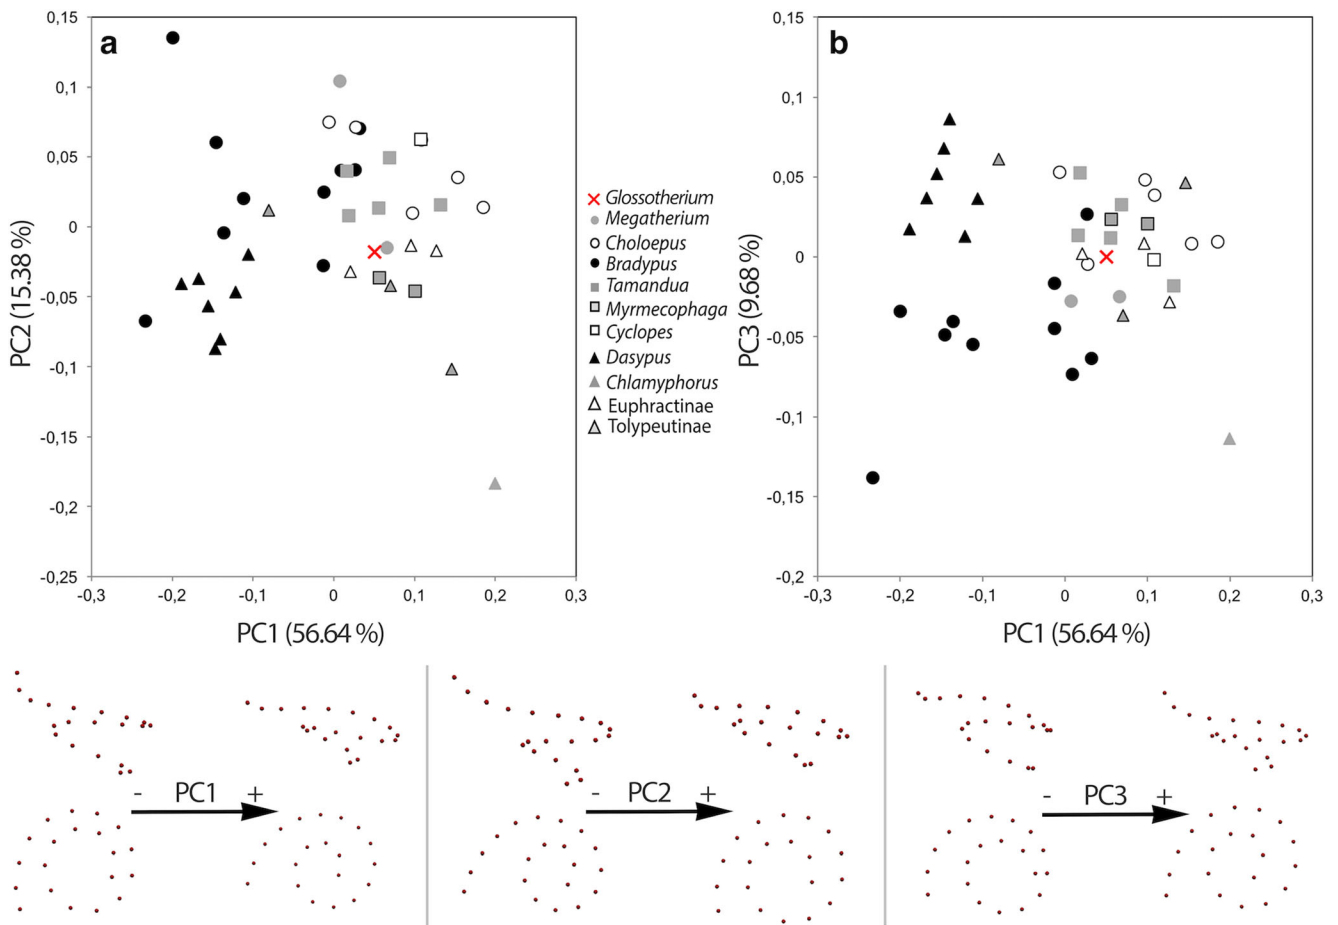 a
0,15
0,1
0,05
0
-0,05
-0,1
-0,15
-0,2
-0,25
PC2 (15.38 %)
-0,3 -0,2 -0,1 0 0,1 0,2 0,3
PC1 (56.64 %)
Glossotherium
Megatherium
Choloepus
Bradypus
Tamandua
Myrmecophaga
Cyclopes
Dasypus
Chlamyphorus
Euphractinae
Tolypeutinae
b
0,15
0,1
0,05
0
-0,05
-0,1
-0,15
-0,2
PC3 (9.68 %)
-0,3 -0,2 -0,1 0 0,1 0,2 0,3
PC1 (56.64 %)
- PC1 +
- PC2 +
- PC3 +